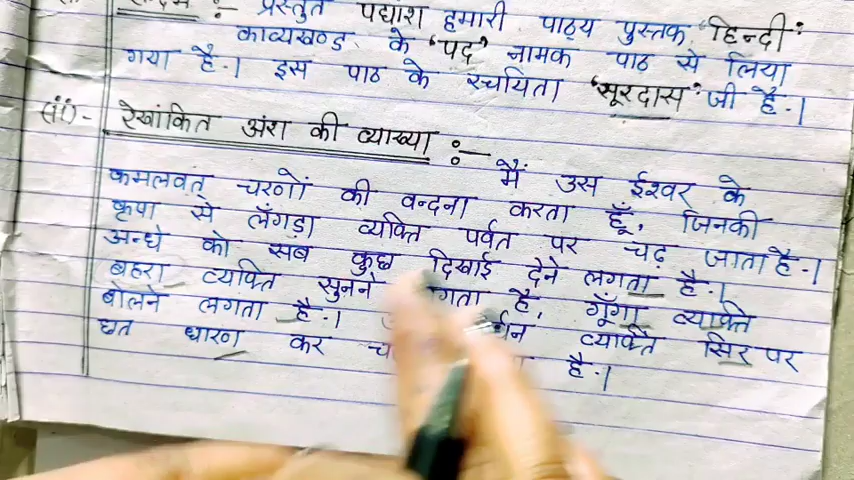 :- प्रस्तुत पद्यांश हमारी पाठ्य पुस्तक "हिन्दी"
काव्यखण्ड के 'पद' नामक पाठ से लिया
गया है। इस पाठ के रचयिता 'सूरदास' जी है।
(ii)- रेखांकित अंश की व्याख्या :- मैं उस ईश्वर के
कमलवत् चरणों की वन्दना करता हूँ, जिनकी
कृपा से लँगड़ा व्यक्ति पर्वत पर चढ़ जाता है।
अन्धे को सब कुछ दिखाई देने लगता है।
बहरा व्यक्ति सुनने है, गूँगा व्यक्ति
बोलने लगता है। व्यक्ति सिर पर
छत धारण कर है।